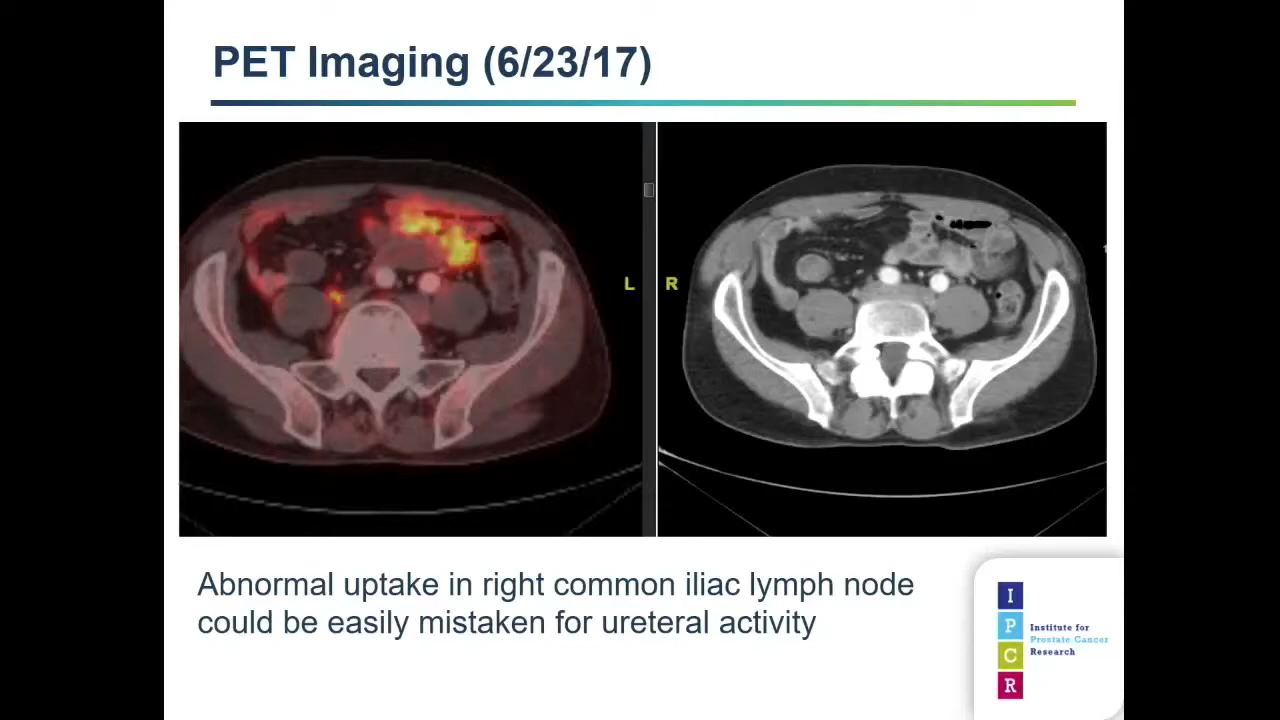 PET Imaging (6/23/17)
L
R
Abnormal uptake in right common iliac lymph node
could be easily mistaken for ureteral activity
I
P
C
R
Institute for
Prostate Cancer
Research